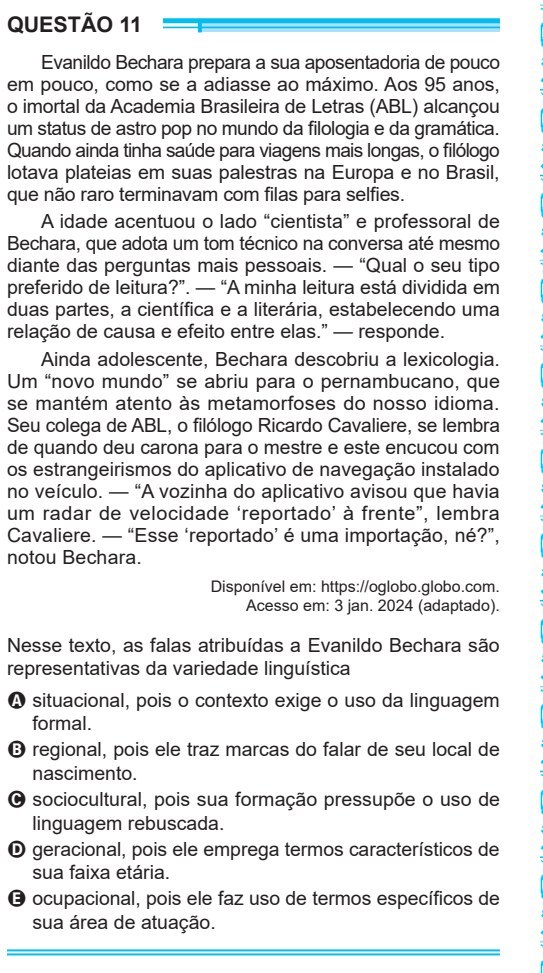 QUESTÃO 11
Evanildo Bechara prepara a sua aposentadoria de pouco
em pouco, como se a adiasse ao máximo. Aos 95 anos,
o imortal da Academia Brasileira de Letras (ABL) alcançou
um status de astro pop no mundo da filologia e da gramática.
Quando ainda tinha saúde para viagens mais longas, o filólogo
lotava plateias em suas palestras na Europa e no Brasil,
que não raro terminavam com filas para selfies.
A idade acentuou o lado “cientista” e professoral de
Bechara, que adota um tom técnico na conversa até mesmo
diante das perguntas mais pessoais. — “Qual o seu tipo
preferido de leitura?”. — “A minha leitura está dividida em
duas partes, a científica e a literária, estabelecendo uma
relação de causa e efeito entre elas.” — responde.
Ainda adolescente, Bechara descobriu a lexicologia.
Um “novo mundo” se abriu para o pernambucano, que
se mantém atento às metamorfoses do nosso idioma.
Seu colega de ABL, o filólogo Ricardo Cavaliere, se lembra
de quando deu carona para o mestre e este encucou com
os estrangeirismos do aplicativo de navegação instalado
no veículo. — “A vozinha do aplicativo avisou que havia
um radar de velocidade ‘reportado’ à frente”, lembra
Cavaliere. — “Esse ‘reportado’ é uma importação, né?”,
notou Bechara.
Disponível em: https://oglobo.globo.com.
Acesso em: 3 jan. 2024 (adaptado).
Nesse texto, as falas atribuídas a Evanildo Bechara são
representativas da variedade linguística
A situacional, pois o contexto exige o uso da linguagem
formal.
B regional, pois ele traz marcas do falar de seu local de
nascimento.
C sociocultural, pois sua formação pressupõe o uso de
linguagem rebuscada.
D geracional, pois ele emprega termos característicos de
sua faixa etária.
E ocupacional, pois ele faz uso de termos específicos de
sua área de atuação.